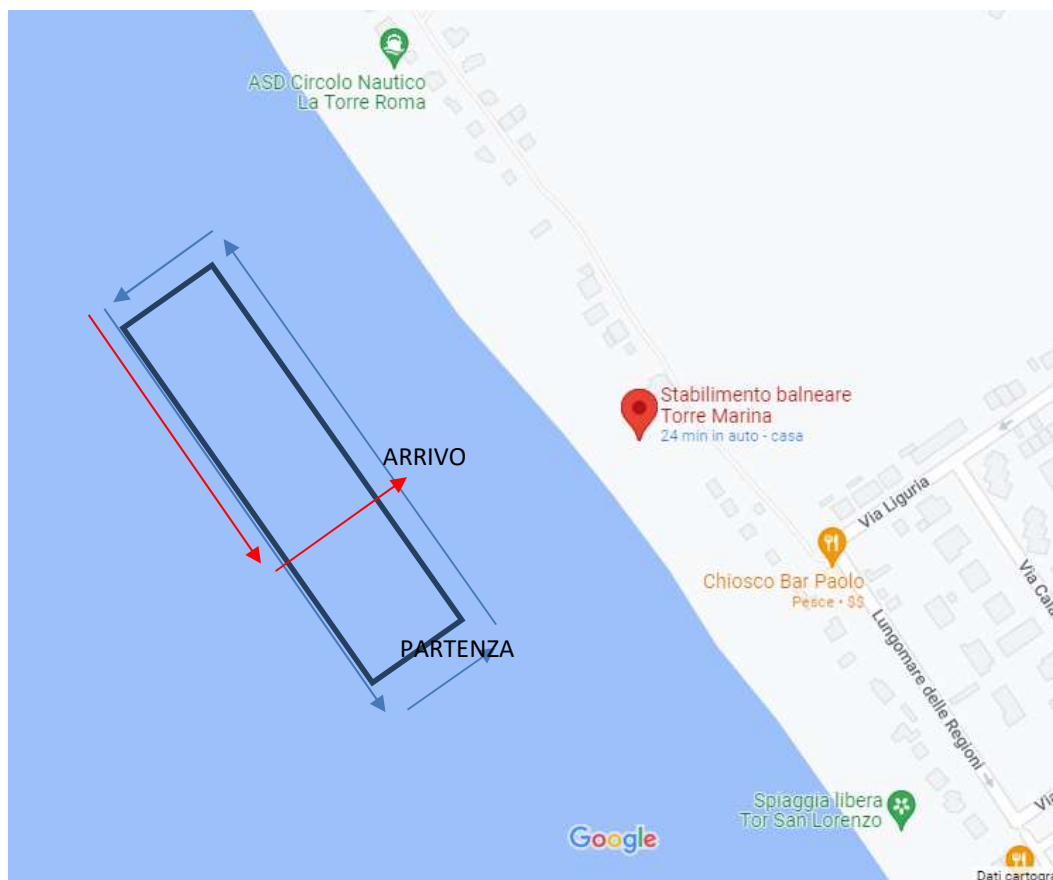 ASD Circolo Nautico
La Torre Roma
Stabilimento balneare
Torre Marina
24 min in auto - casa
ARRIVO
Via Liguria
Chiosco Bar Paolo
Pesce • $$
PARTENZA
Lungomare delle Regioni
Spiaggia libera
Tor San Lorenzo
Google